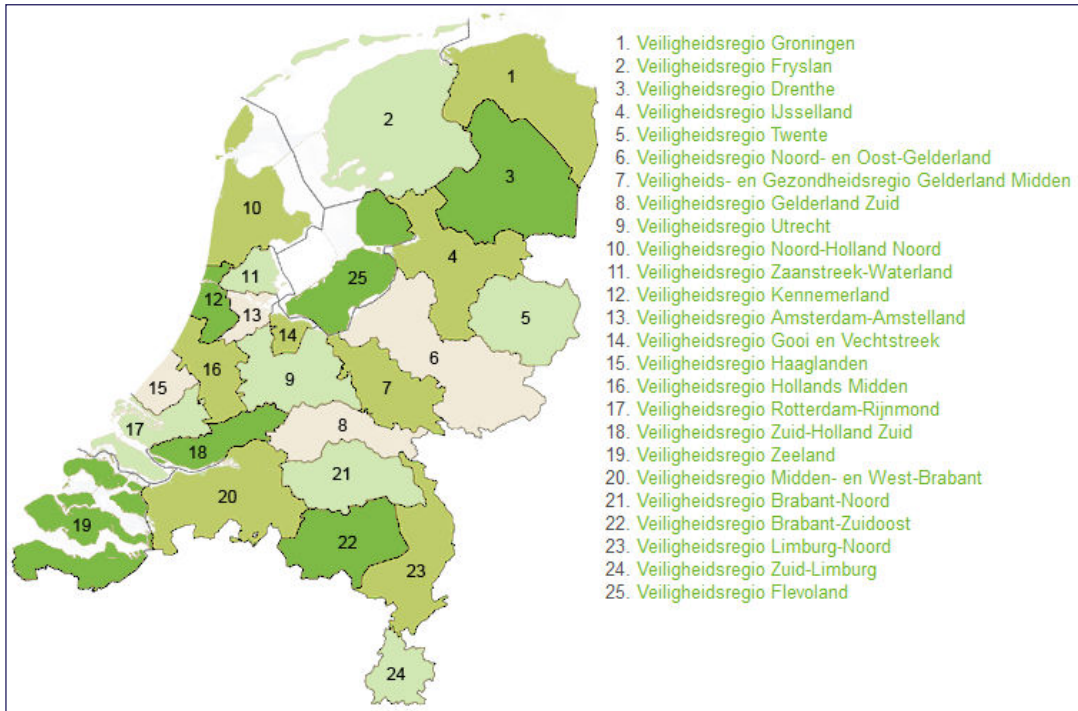 1. Veiligheidsregio Groningen
2. Veiligheidsregio Fryslan
3. Veiligheidsregio Drenthe
4. Veiligheidsregio IJsselland
5. Veiligheidsregio Twente
6. Veiligheidsregio Noord- en Oost-Gelderland
7. Veiligheids- en Gezondheidsregio Gelderland Midden
8. Veiligheidsregio Gelderland Zuid
9. Veiligheidsregio Utrecht
10. Veiligheidsregio Noord-Holland Noord
11. Veiligheidsregio Zaanstreek-Waterland
12. Veiligheidsregio Kennemerland
13. Veiligheidsregio Amsterdam-Amstelland
14. Veiligheidsregio Gooi en Vechtstreek
15. Veiligheidsregio Haaglanden
16. Veiligheidsregio Hollands Midden
17. Veiligheidsregio Rotterdam-Rijnmond
18. Veiligheidsregio Zuid-Holland Zuid
19. Veiligheidsregio Zeeland
20. Veiligheidsregio Midden- en West-Brabant
21. Veiligheidsregio Brabant-Noord
22. Veiligheidsregio Brabant-Zuidoost
23. Veiligheidsregio Limburg-Noord
24. Veiligheidsregio Zuid-Limburg
25. Veiligheidsregio Flevoland
1
2
3
10
4
11
25
12
13
5
14
6
16
9
15
7
17
8
18
21
20
19
22
23
24